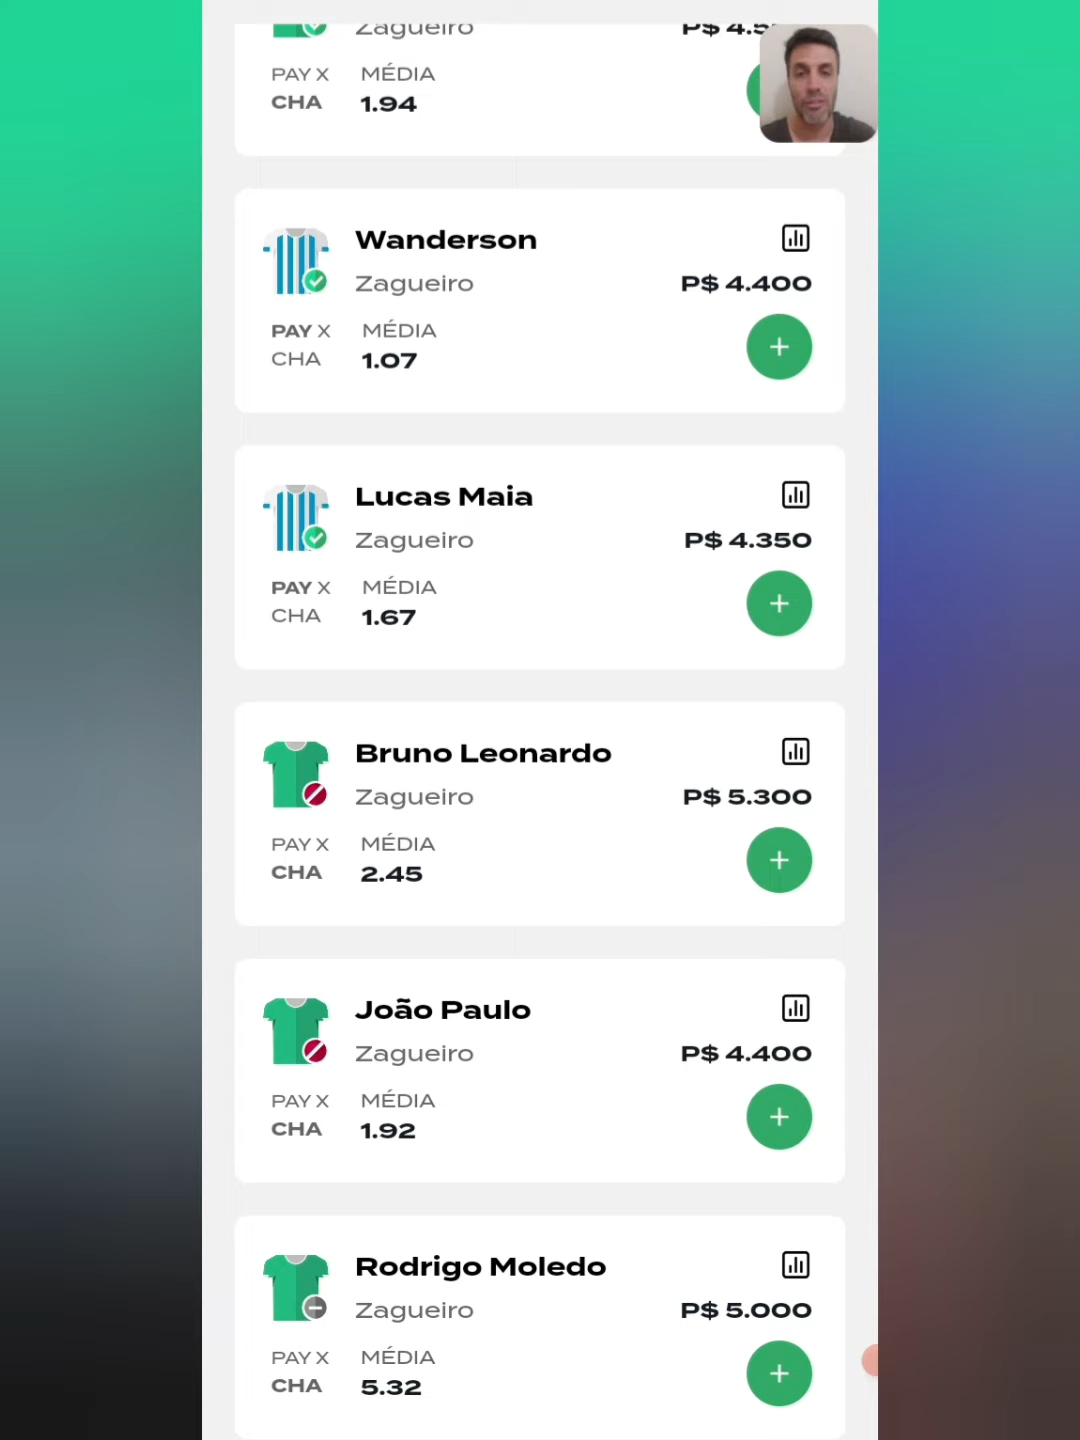 Zagueiro
PAY X MÉDIA
CHA 1.94
Wanderson
Zagueiro P$ 4.400
PAY X MÉDIA
CHA 1.07
Lucas Maia
Zagueiro P$ 4.350
PAY X MÉDIA
CHA 1.67
Bruno Leonardo
Zagueiro P$ 5.300
PAY X MÉDIA
CHA 2.45
João Paulo
Zagueiro P$ 4.400
PAY X MÉDIA
CHA 1.92
Rodrigo Moledo
Zagueiro P$ 5.000
PAY X MÉDIA
CHA 5.32